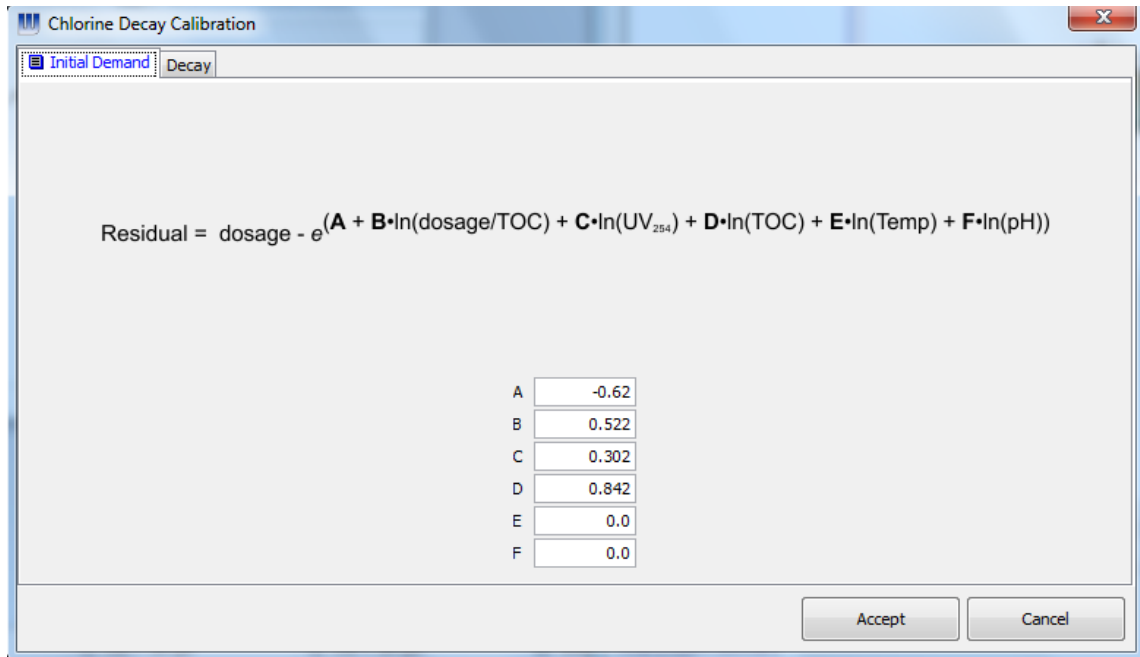 Chlorine Decay Calibration
Initial Demand Decay
Residual = dosage - e(A + B•ln(dosage/TOC) + C•ln(UV254) + D•ln(TOC) + E•ln(Temp) + F•ln(pH))
A -0.62
B 0.522
C 0.302
D 0.842
E 0.0
F 0.0
Accept Cancel